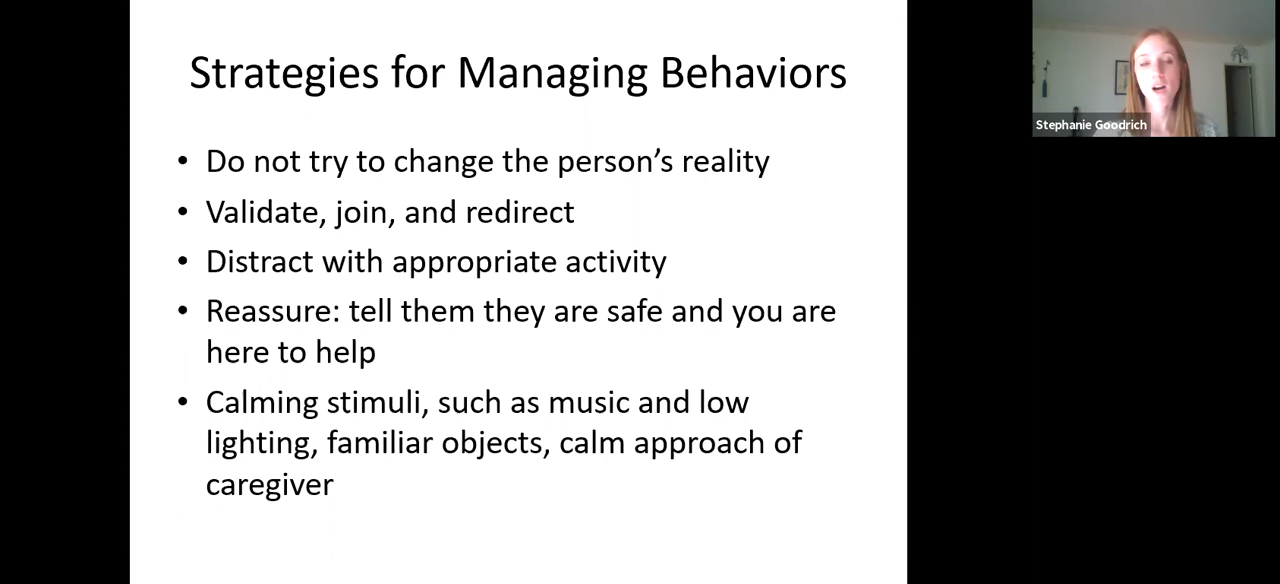 Strategies for Managing Behaviors
• Do not try to change the person’s reality
• Validate, join, and redirect
• Distract with appropriate activity
• Reassure: tell them they are safe and you are
here to help
• Calming stimuli, such as music and low
lighting, familiar objects, calm approach of
caregiver
Stephanie Goodrich